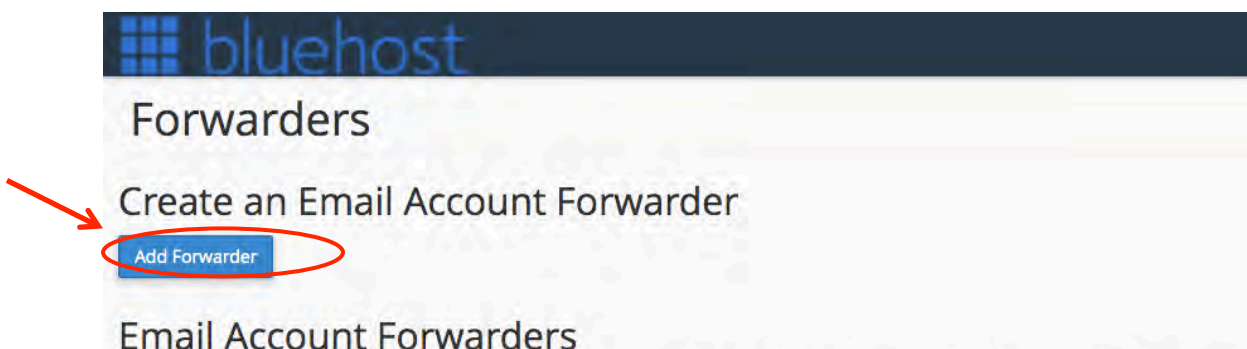 bluehost
Forwarders
Create an Email Account Forwarder
Add Forwarder
Email Account Forwarders